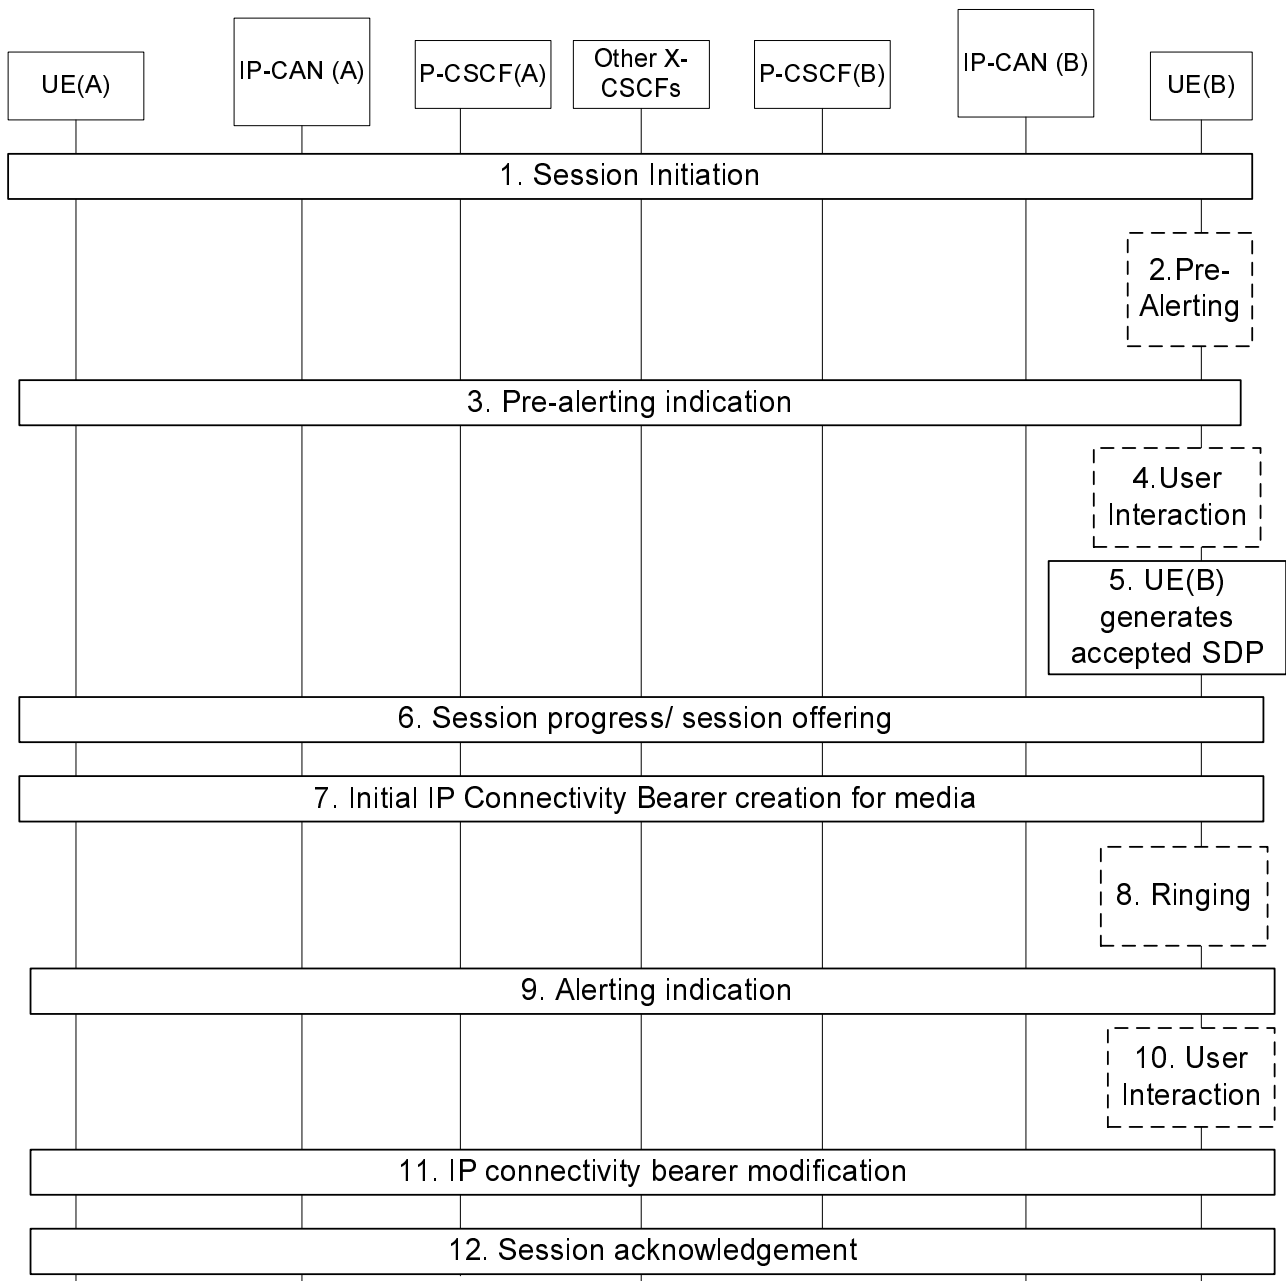 UE(A)
IP-CAN (A)
P-CSCF(A)
Other X-
CSCFs
P-CSCF(B)
IP-CAN (B)
UE(B)
1. Session Initiation
2.Pre-
Alerting
3. Pre-alerting indication
4.User
Interaction
5. UE(B)
generates
accepted SDP
6. Session progress/ session offering
7. Initial IP Connectivity Bearer creation for media
8. Ringing
9. Alerting indication
10. User
Interaction
11. IP connectivity bearer modification
12. Session acknowledgement